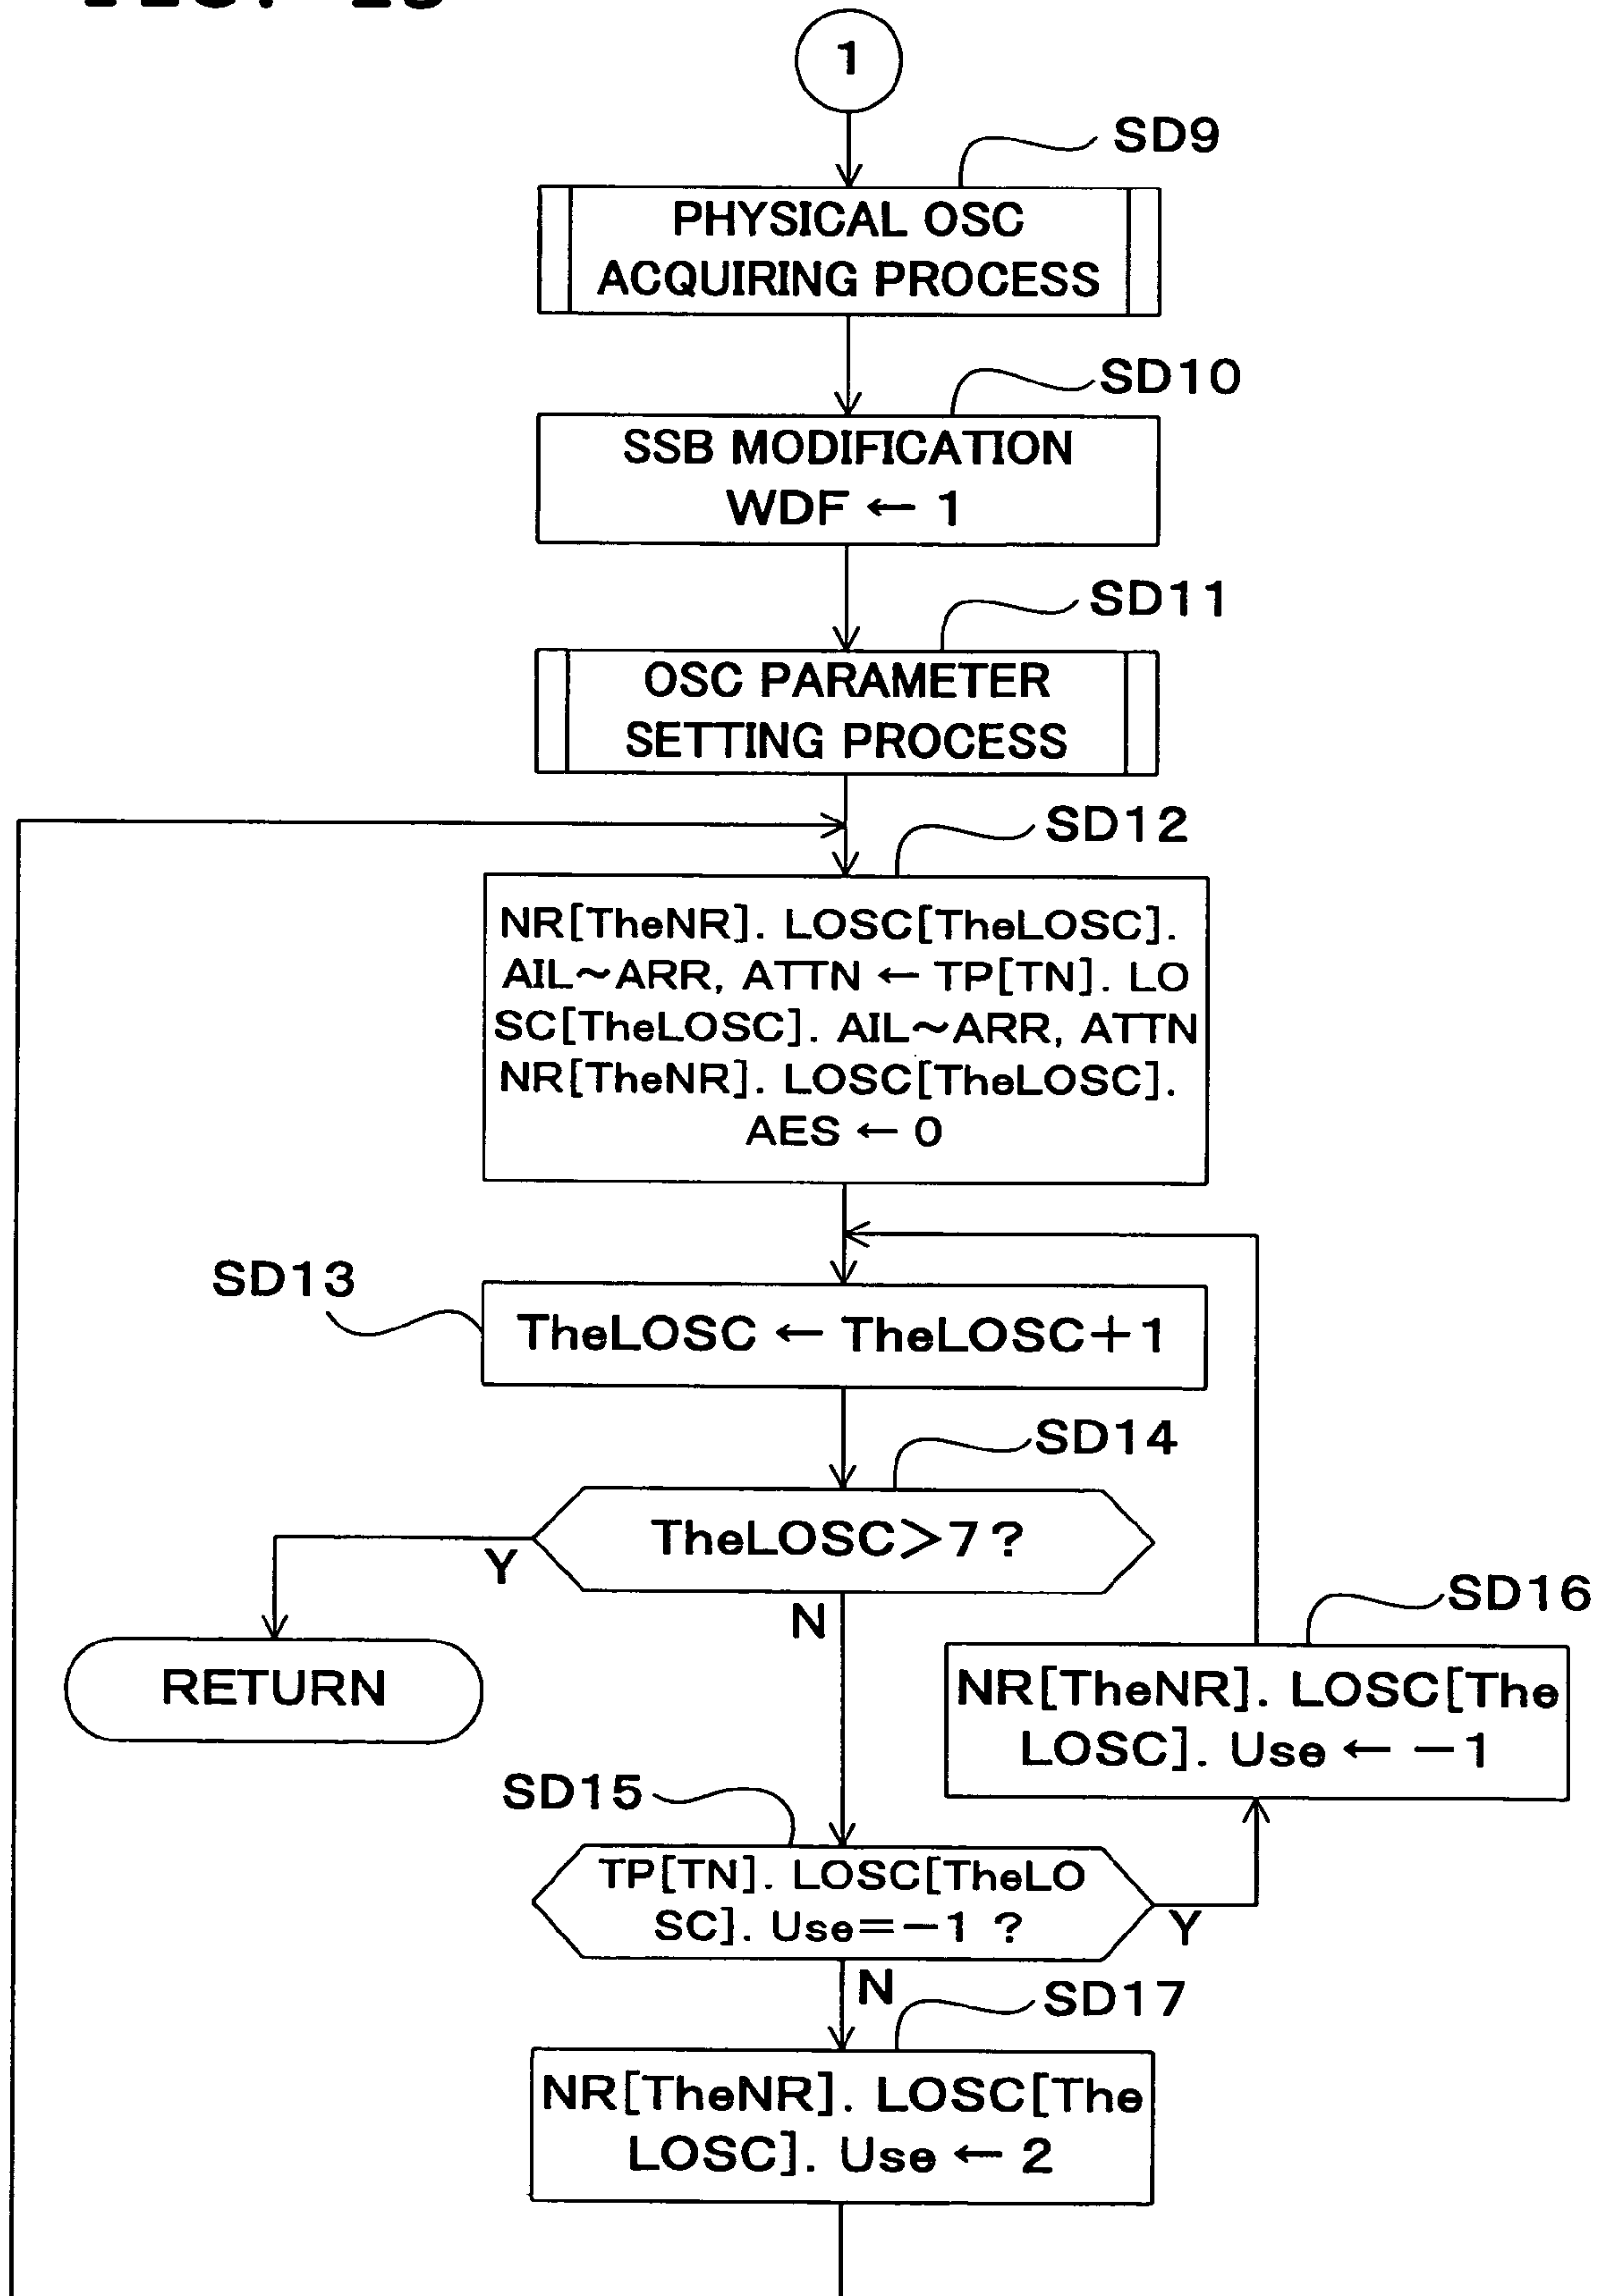 1
SD9
PHYSICAL OSC
ACQUIRING PROCESS
SD10
SSB MODIFICATION
WDF ← 1
SD11
OSC PARAMETER
SETTING PROCESS
SD12
NR[TheNR]. LOSC[TheLOSC].
AIL~ARR, ATTN ← TP[TN]. LO
SC[TheLOSC]. AIL~ARR, ATTN
NR[TheNR]. LOSC[TheLOSC].
AES ← 0
SD13
TheLOSC ← TheLOSC+1
SD14
TheLOSC>7?
Y
N
RETURN
SD16
NR[TheNR]. LOSC[The
LOSC]. Use ← −1
SD15
TP[TN]. LOSC[TheLO
SC]. Use=−1 ?
Y
N
SD17
NR[TheNR]. LOSC[The
LOSC]. Use ← 2